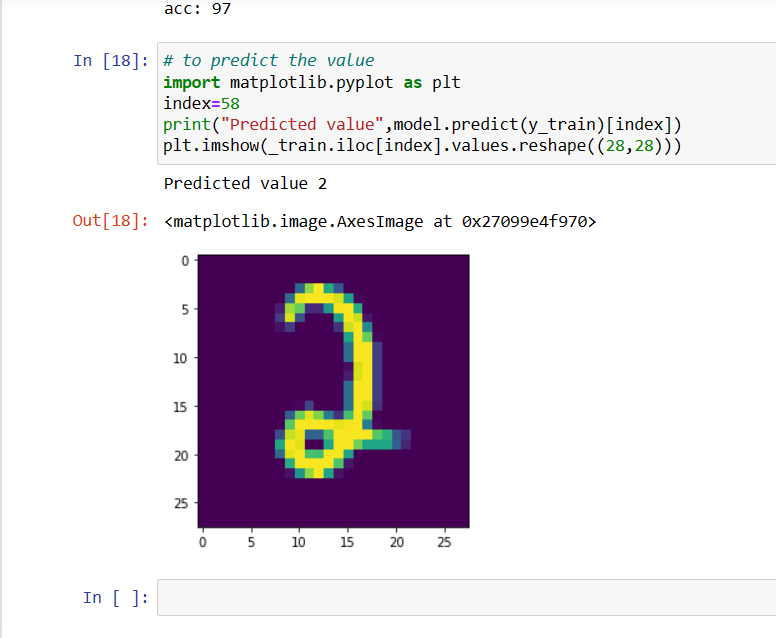 acc: 97
In [18]: # to predict the value
import matplotlib.pyplot as plt
index=58
print("Predicted value",model.predict(y_train)[index])
plt.imshow(_train.iloc[index].values.reshape((28,28)))
Predicted value 2
Out[18]: <matplotlib.image.AxesImage at 0x27099e4f970>
0
5
10
15
20
25
0 5 10 15 20 25
In [ ]: